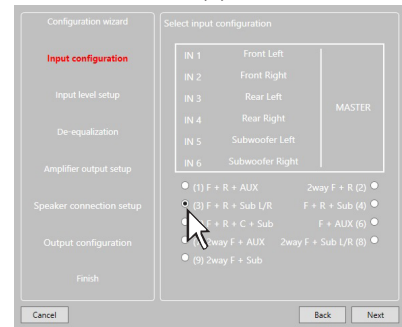 Configuration wizard
Input configuration
Input level setup
De-equalization
Amplifier output setup
Speaker connection setup
Output configuration
Finish
Select input configuration
IN 1 Front Left
IN 2 Front Right
IN 3 Rear Left
IN 4 Rear Right
IN 5 Subwoofer Left
IN 6 Subwoofer Right
MASTER
(1) F + R + AUX 2way F + R (2)
(3) F + R + Sub L/R F + R + Sub (4)
F + R + C + Sub F + AUX (6)
2way F + AUX 2way F + Sub L/R (8)
(9) 2way F + Sub
Cancel Back Next